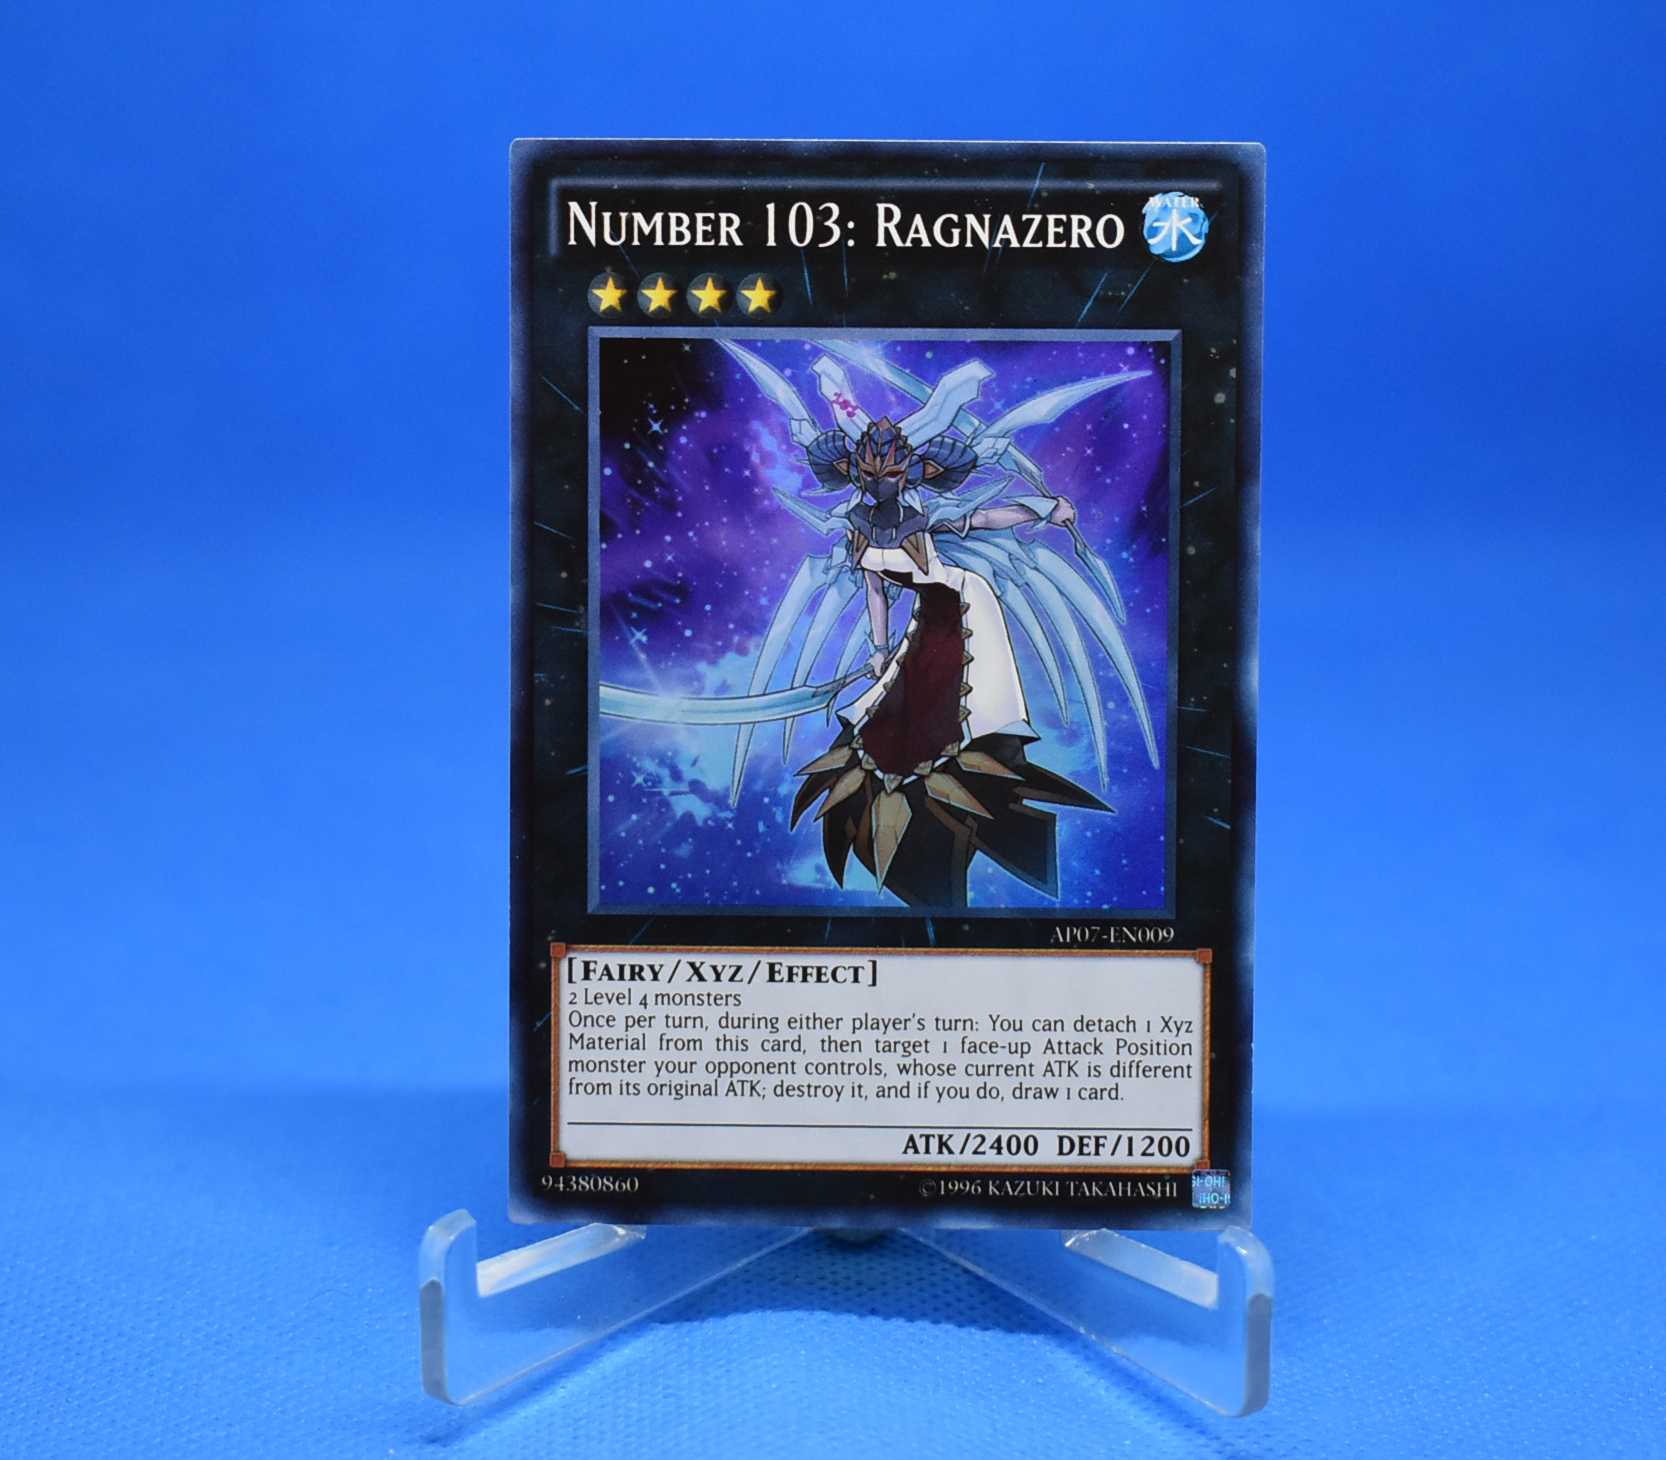 Number 103: Ragnazero
WATER
水
103
AP07-EN009
[Fairy/Xyz/Effect]
2 Level 4 monsters
Once per turn, during either player's turn: You can detach 1 Xyz
Material from this card, then target 1 face-up Attack Position
monster your opponent controls, whose current ATK is different
from its original ATK; destroy it, and if you do, draw 1 card.
ATK/2400 DEF/1200
94380860 ©1996 KAZUKI TAKAHASHI